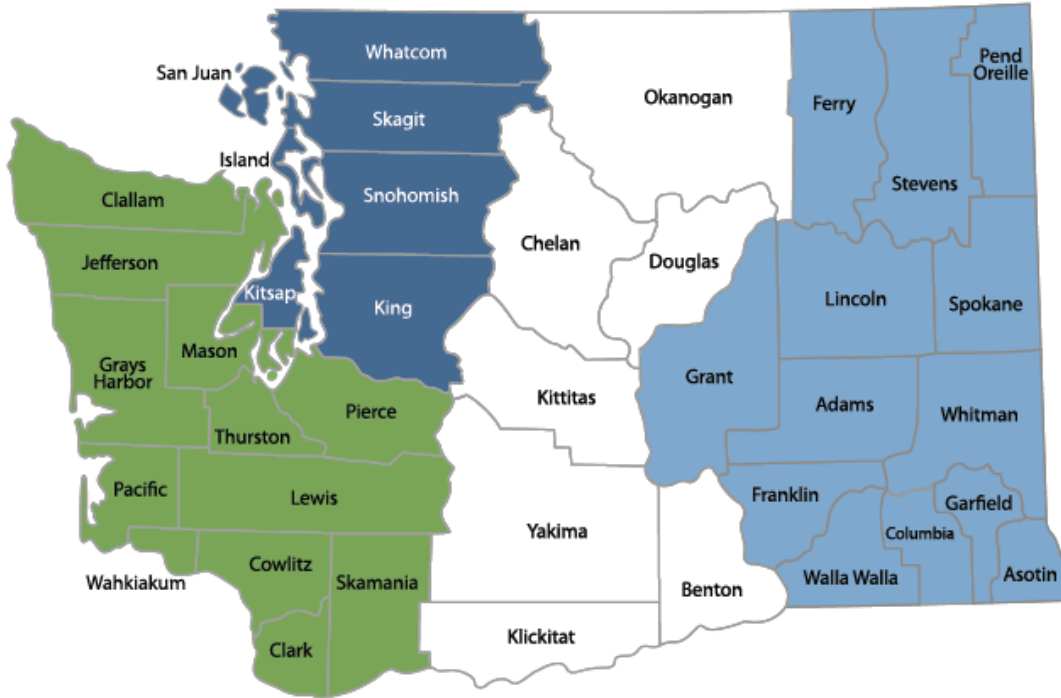 Whatcom
San Juan
Pend
Oreille
Okanogan
Ferry
Skagit
Island
Stevens
Clallam
Snohomish
Chelan
Douglas
Jefferson
Kitsap
Lincoln
Spokane
King
Mason
Grays
Harbor
Grant
Kittitas
Adams
Pierce
Whitman
Thurston
Pacific
Lewis
Franklin
Garfield
Yakima
Columbia
Cowlitz
Wahkiakum
Skamania
Walla Walla
Asotin
Benton
Klickitat
Clark